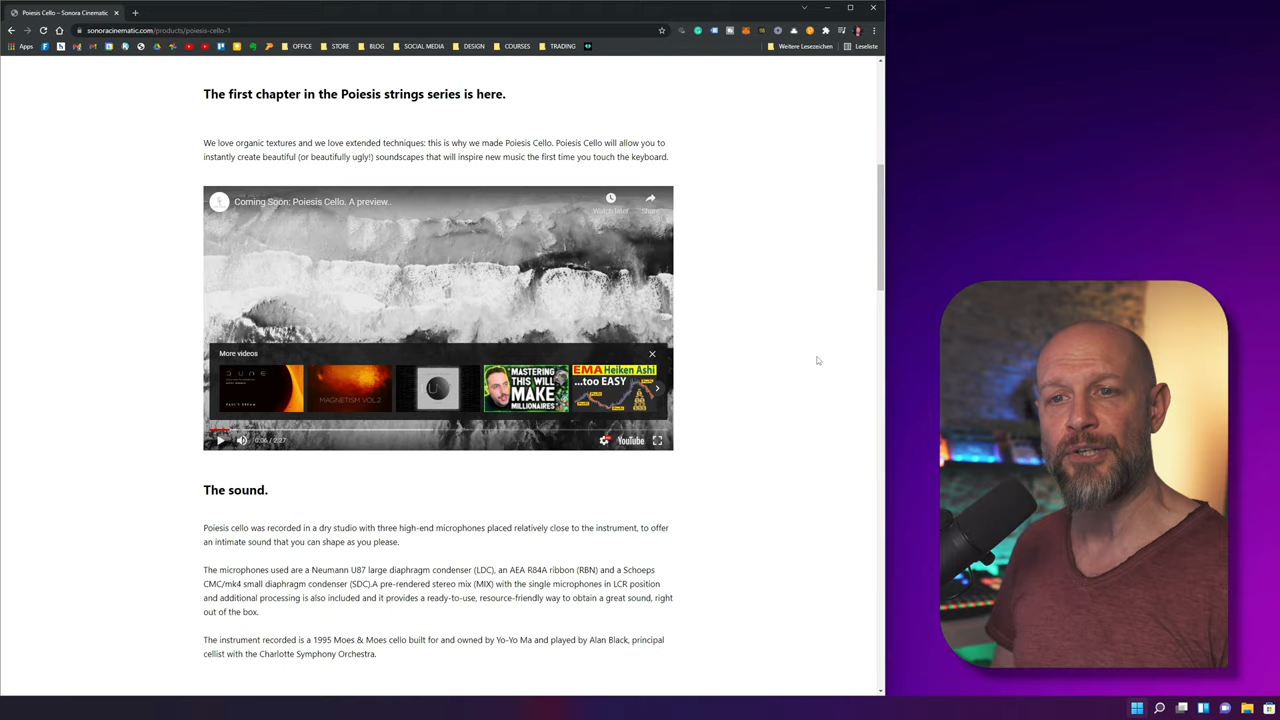 Poiesis Cello – Sonora Cinematic
sonoracinematic.com/products/poiesis-cello-1
Apps
OFFICE
STORE
BLOG
SOCIAL MEDIA
DESIGN
COURSES
TRADING
Weitere Lesezeichen
Leseliste
The first chapter in the Poiesis strings series is here.
We love organic textures and we love extended techniques: this is why we made Poiesis Cello. Poiesis Cello will allow you to
instantly create beautiful (or beautifully ugly!) soundscapes that will inspire new music the first time you touch the keyboard.
Coming Soon: Poiesis Cello. A preview..
Watch later
Share
More videos
DUNE
PAUL'S DREAM
MAGNETISM VOL2
U
MASTERING
THIS WILL
MAKE
MILLIONAIRES
EMA Heiken Ashi
...too EASY
0:06 / 2:27
YouTube
The sound.
Poiesis cello was recorded in a dry studio with three high-end microphones placed relatively close to the instrument, to offer
an intimate sound that you can shape as you please.
The microphones used are a Neumann U87 large diaphragm condenser (LDC), an AEA R84A ribbon (RBN) and a Schoeps
CMC/mk4 small diaphragm condenser (SDC).A pre-rendered stereo mix (MIX) with the single microphones in LCR position
and additional processing is also included and it provides a ready-to-use, resource-friendly way to obtain a great sound, right
out of the box.
The instrument recorded is a 1995 Moes & Moes cello built for and owned by Yo-Yo Ma and played by Alan Black, principal
cellist with the Charlotte Symphony Orchestra.